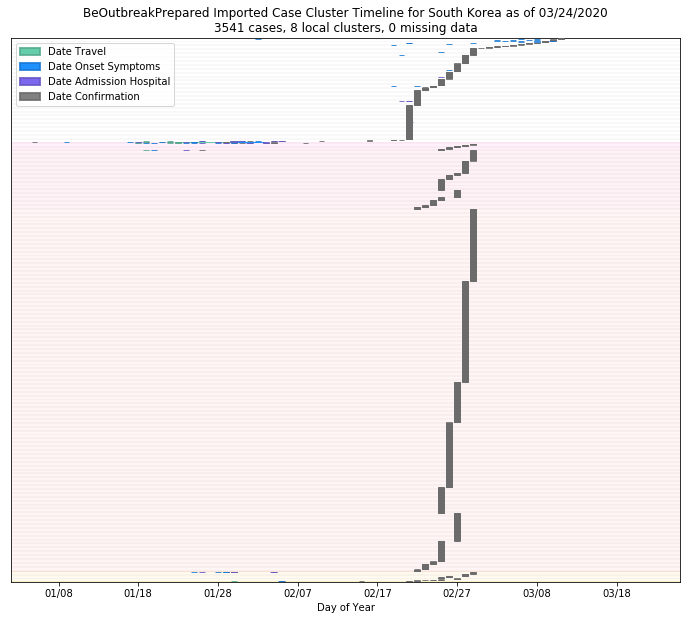 BeOutbreakPrepared Imported Case Cluster Timeline for South Korea as of 03/24/2020
3541 cases, 8 local clusters, 0 missing data
Date Travel
Date Onset Symptoms
Date Admission Hospital
Date Confirmation
01/08 01/18 01/28 02/07 02/17 02/27 03/08 03/18
Day of Year